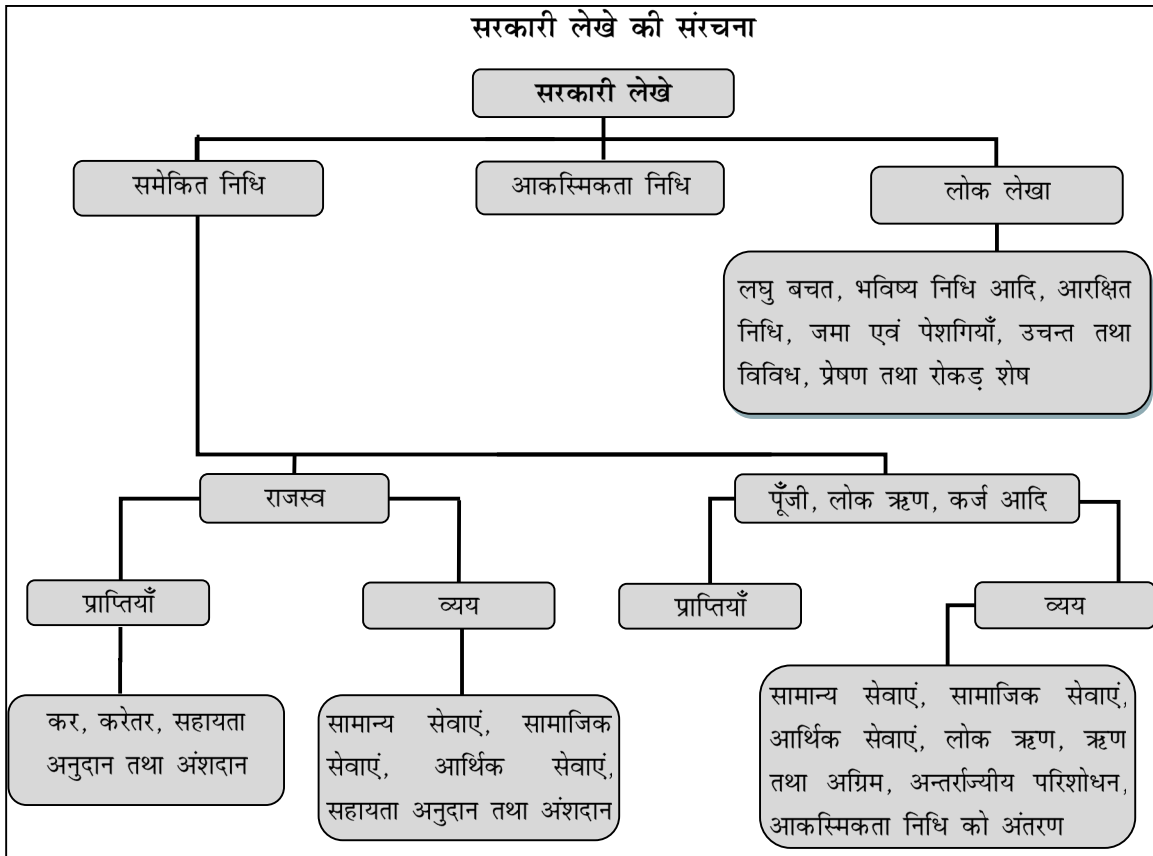 सरकारी लेखे की संरचना
सरकारी लेखे
समेकित निधि
आकस्मिकता निधि
लोक लेखा
लघु बचत, भविष्य निधि आदि, आरक्षित
निधि, जमा एवं पेशगियाँ, उचन्त तथा
विविध, प्रेषण तथा रोकड़ शेष
राजस्व
पूँजी, लोक ऋण, कर्ज आदि
प्राप्तियाँ
व्यय
प्राप्तियाँ
व्यय
कर, करेतर, सहायता
अनुदान तथा अंशदान
सामान्य सेवाएं, सामाजिक
सेवाएं, आर्थिक सेवाएं,
सहायता अनुदान तथा अंशदान
सामान्य सेवाएं, सामाजिक सेवाएं,
आर्थिक सेवाएं, लोक ऋण, ऋण
तथा अग्रिम, अन्तर्राज्यीय परिशोधन,
आकस्मिकता निधि को अंतरण